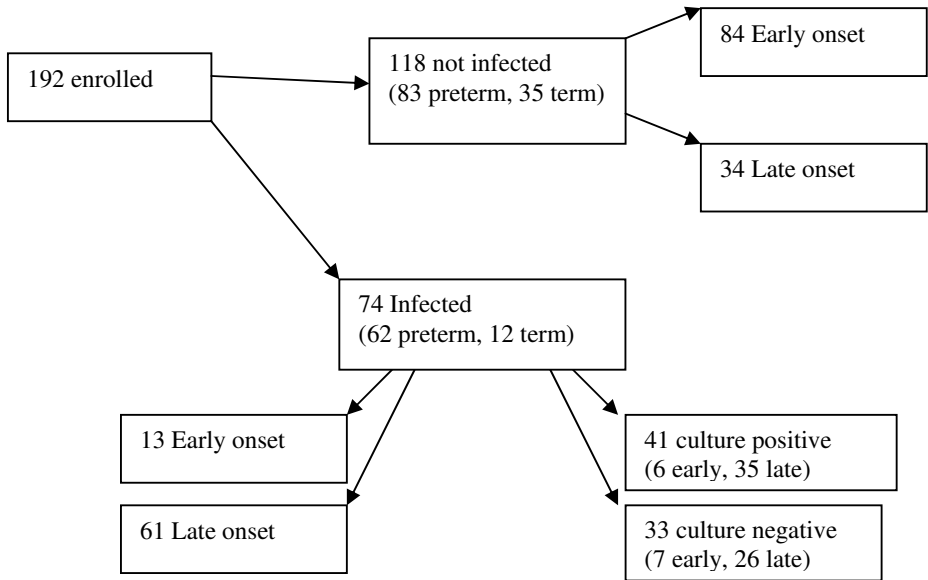 192 enrolled
118 not infected
(83 preterm, 35 term)
84 Early onset
34 Late onset
74 Infected
(62 preterm, 12 term)
13 Early onset
61 Late onset
41 culture positive
(6 early, 35 late)
33 culture negative
(7 early, 26 late)